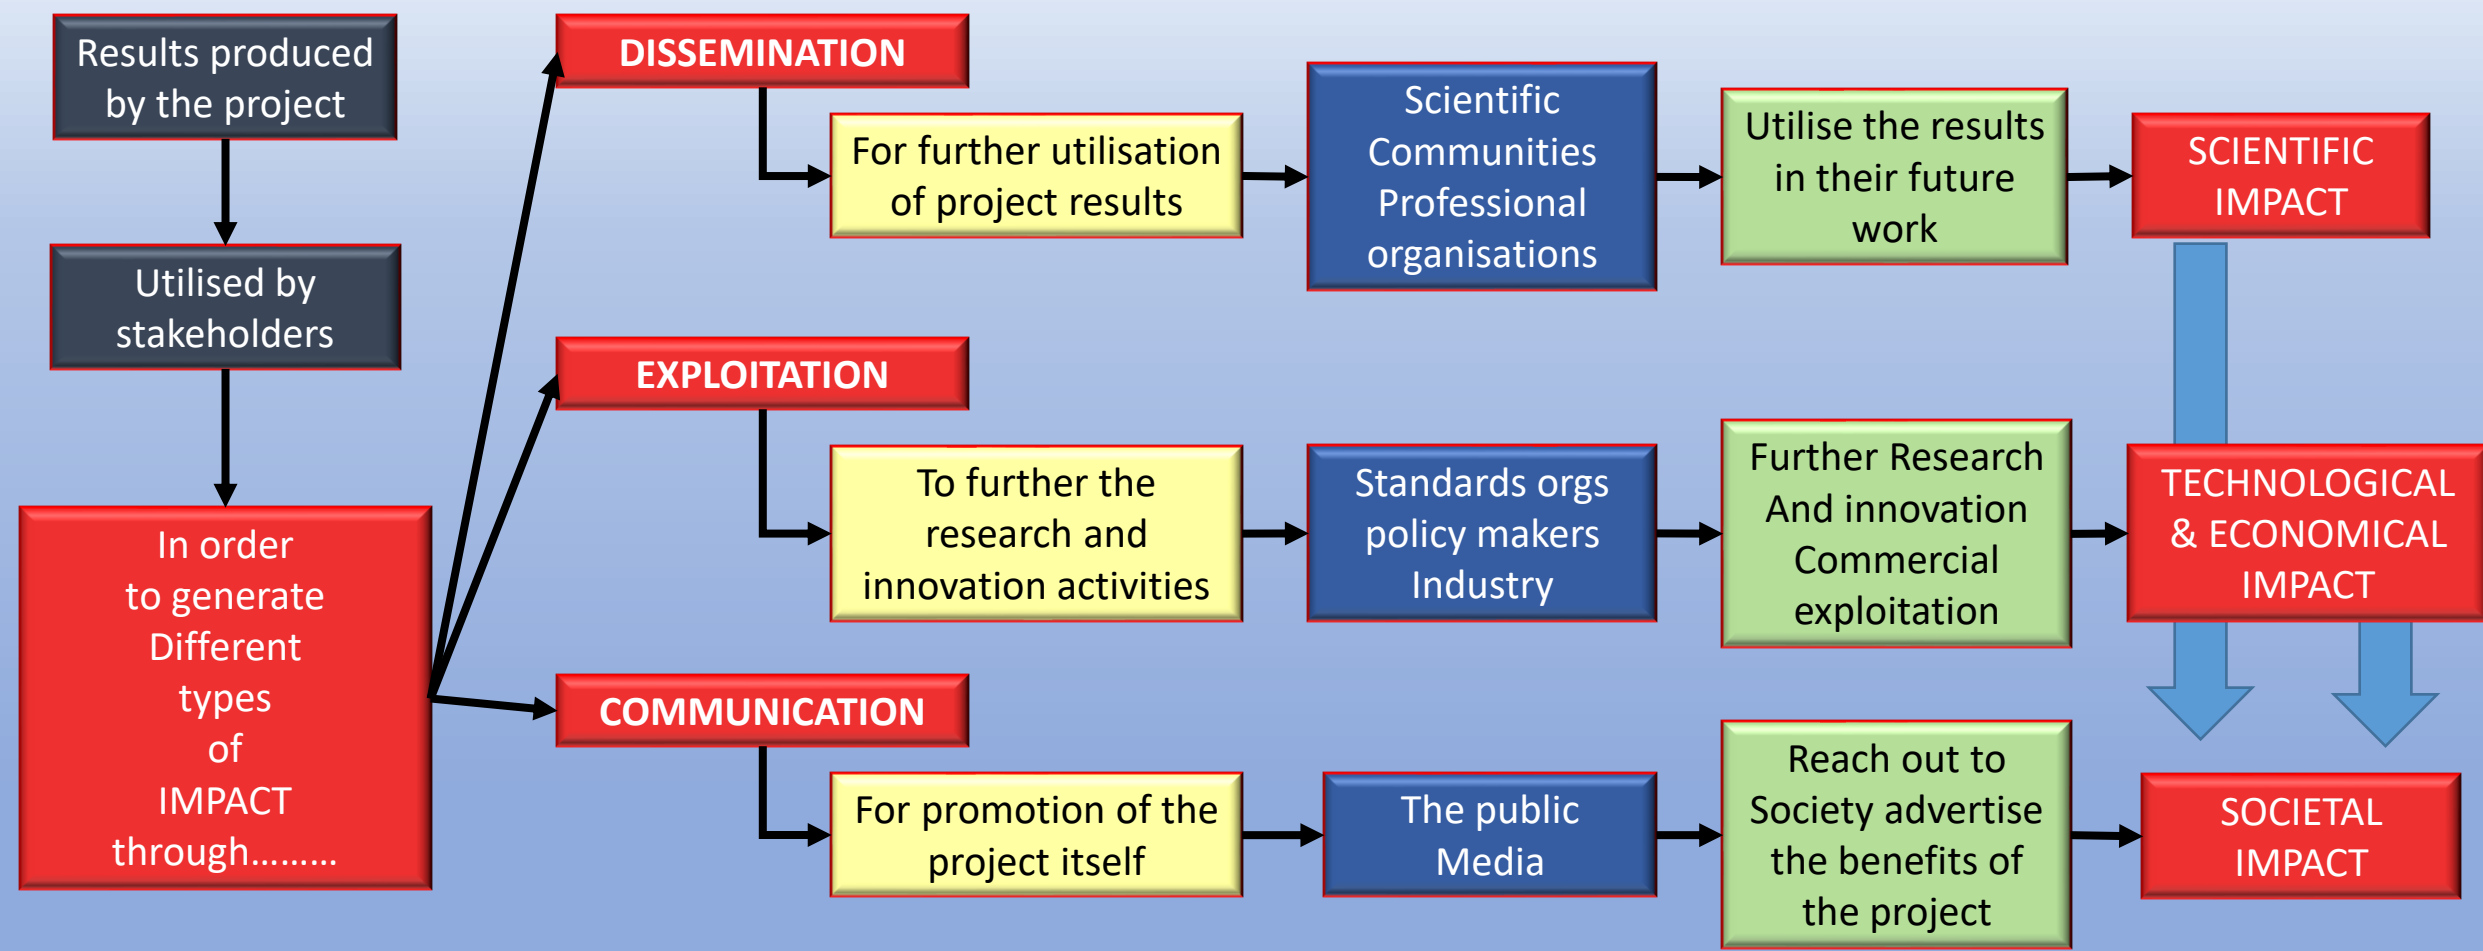 Results produced
by the project
Utilised by
stakeholders
In order
to generate
Different
types
of
IMPACT
through.........
DISSEMINATION
For further utilisation
of project results
Scientific
Communities
Professional
organisations
Utilise the results
in their future
work
SCIENTIFIC
IMPACT
EXPLOITATION
To further the
research and
innovation activities
Standards orgs
policy makers
Industry
Further Research
And innovation
Commercial
exploitation
TECHNOLOGICAL
& ECONOMICAL
IMPACT
COMMUNICATION
For promotion of the
project itself
The public
Media
Reach out to
Society advertise
the benefits of
the project
SOCIETAL
IMPACT